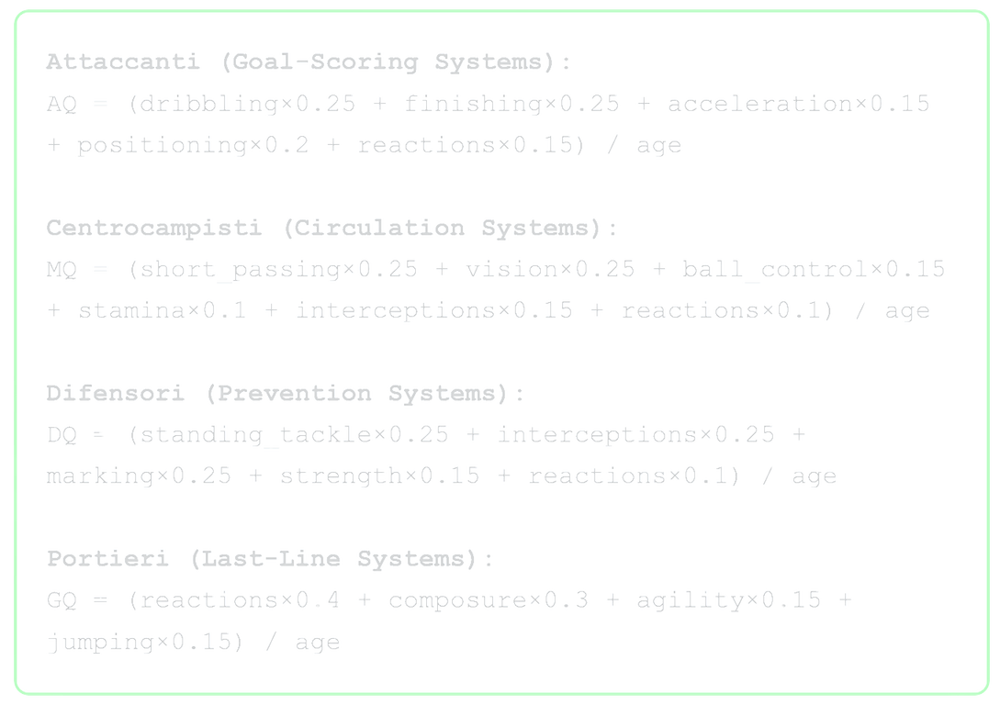 Attaccanti (Goal-Scoring Systems):
AQ = (dribbling×0.25 + finishing×0.25 + acceleration×0.15
+ positioning×0.2 + reactions×0.15) / age
Centrocampisti (Circulation Systems):
MQ = (short_passing×0.25 + vision×0.25 + ball_control×0.15
+ stamina×0.1 + interceptions×0.15 + reactions×0.1) / age
Difensori (Prevention Systems):
DQ = (standing_tackle×0.25 + interceptions×0.25 +
marking×0.25 + strength×0.15 + reactions×0.1) / age
Portieri (Last-Line Systems):
GQ = (reactions×0.4 + composure×0.3 + agility×0.15 +
jumping×0.15) / age